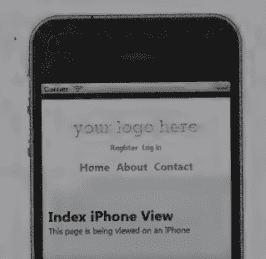 Carrier
your logo here
Register Log in
Home About Contact
Index iPhone View
This page is being viewed on an iPhone